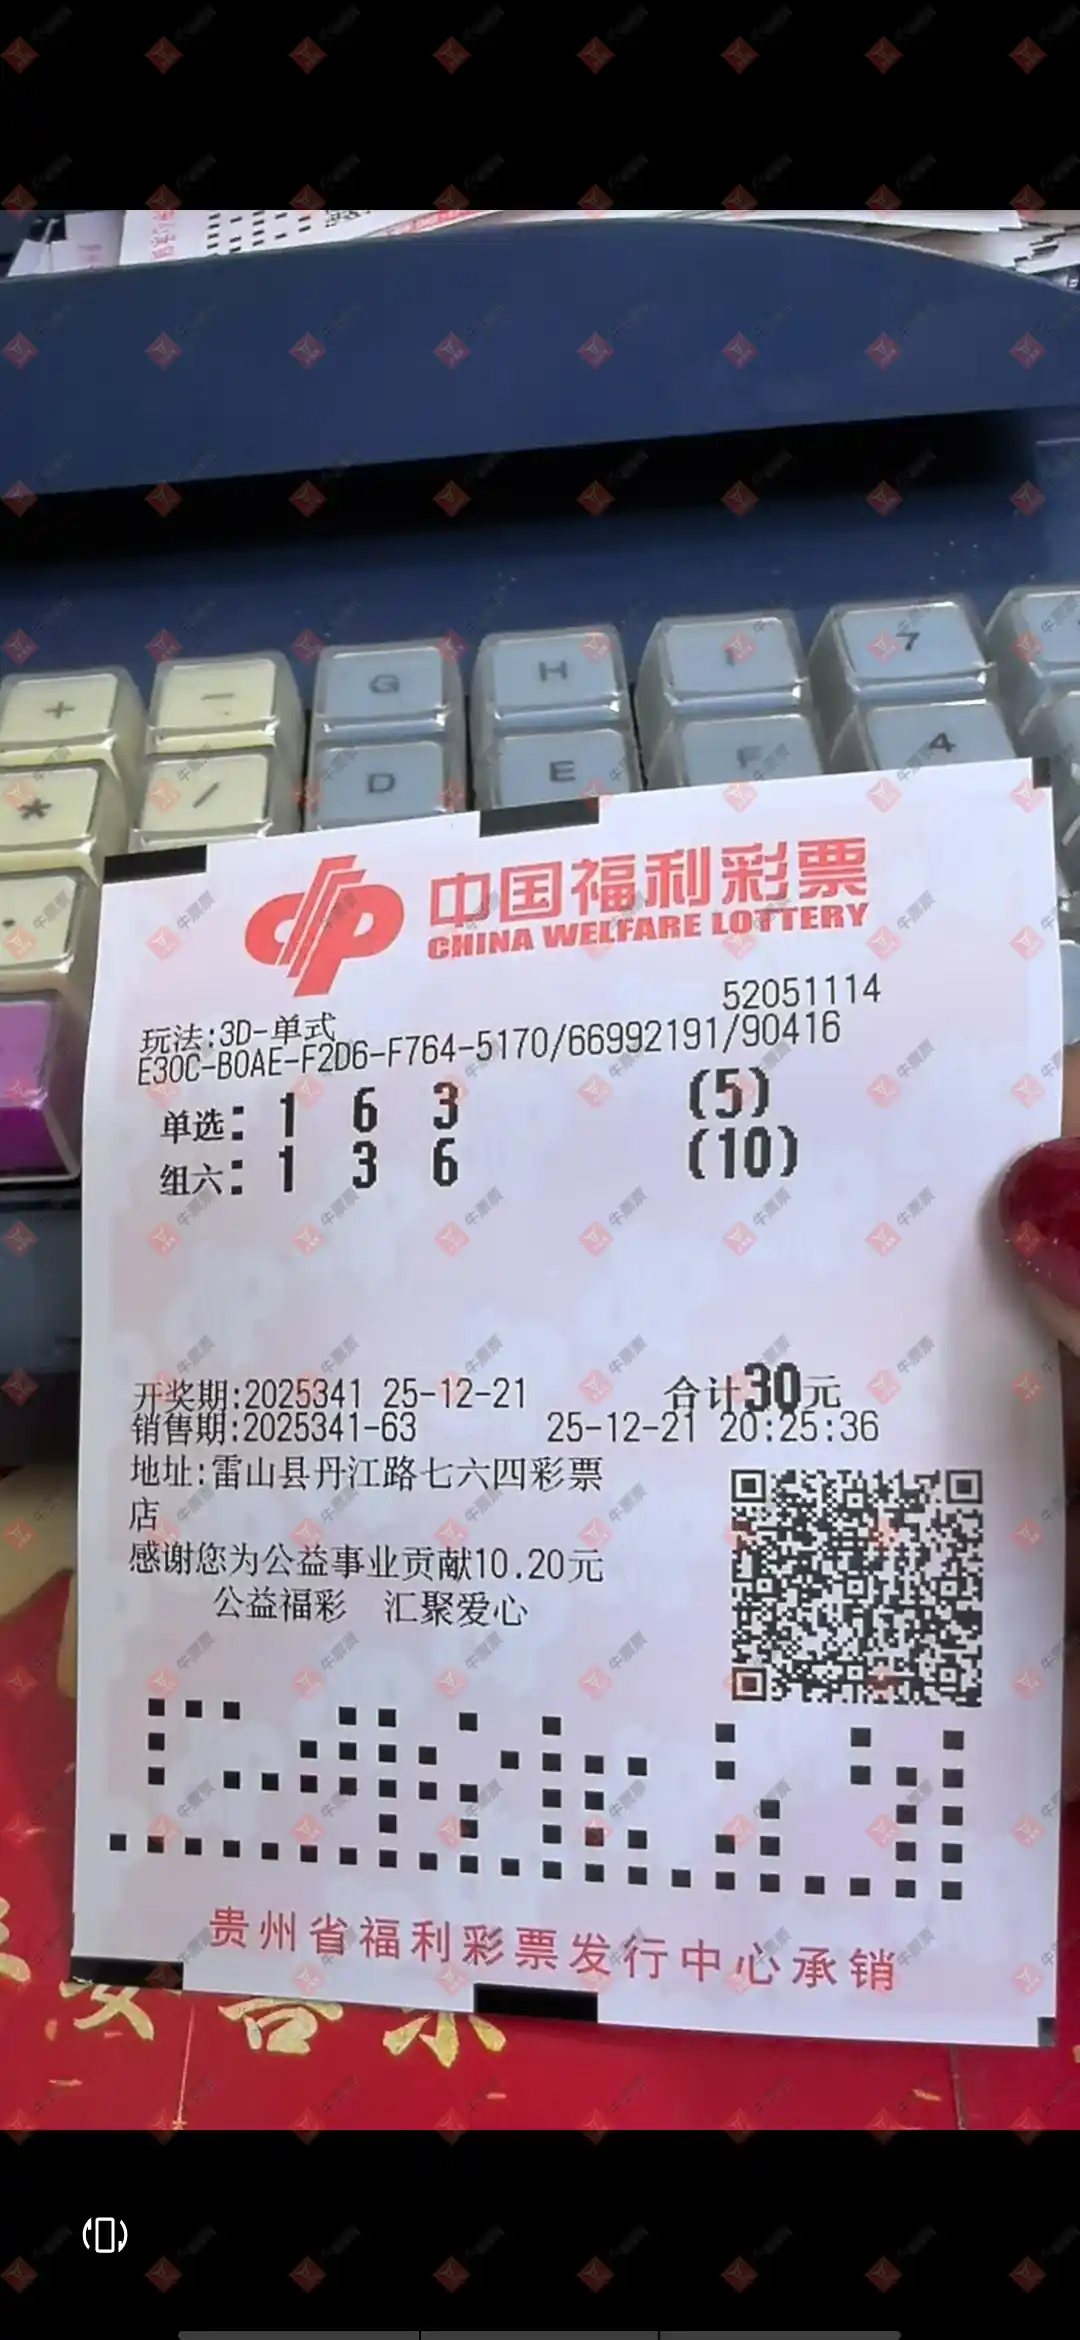 +
-
G
H
I
7
*
/
D
E
F
4
中国福利彩票
CHINA WELFARE LOTTERY
52051114
玩法:3D-单式
E30C-B0AE-F2D6-F764-5170/66992191/90416
单选: 1 6 3 (5)
组六: 1 3 6 (10)
开奖期:2025341 25-12-21 合计30元
销售期:2025341-63 25-12-21 20:25:36
地址:雷山县丹江路七六四彩票
店
感谢您为公益事业贡献10.20元
公益福彩 汇聚爱心
贵州省福利彩票发行中心承销
牛票票